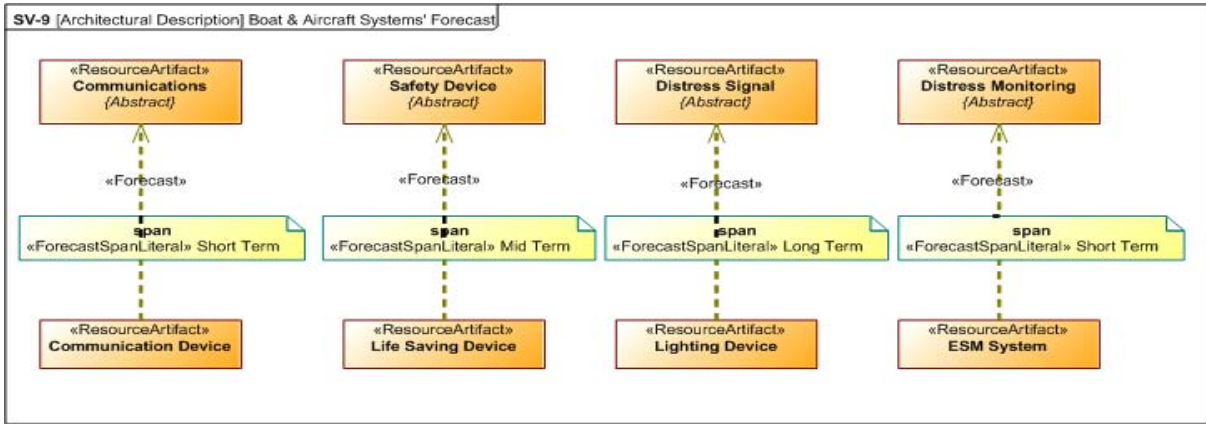 SV-9 [Architectural Description] Boat & Aircraft Systems' Forecast
«ResourceArtifact»
Communications
{Abstract}
«ResourceArtifact»
Safety Device
{Abstract}
«ResourceArtifact»
Distress Signal
{Abstract}
«ResourceArtifact»
Distress Monitoring
{Abstract}
«Forecast»
«Forecast»
«Forecast»
«Forecast»
span
«ForecastSpanLiteral» Short Term
span
«ForecastSpanLiteral» Mid Term
span
«ForecastSpanLiteral» Long Term
span
«ForecastSpanLiteral» Short Term
«ResourceArtifact»
Communication Device
«ResourceArtifact»
Life Saving Device
«ResourceArtifact»
Lighting Device
«ResourceArtifact»
ESM System